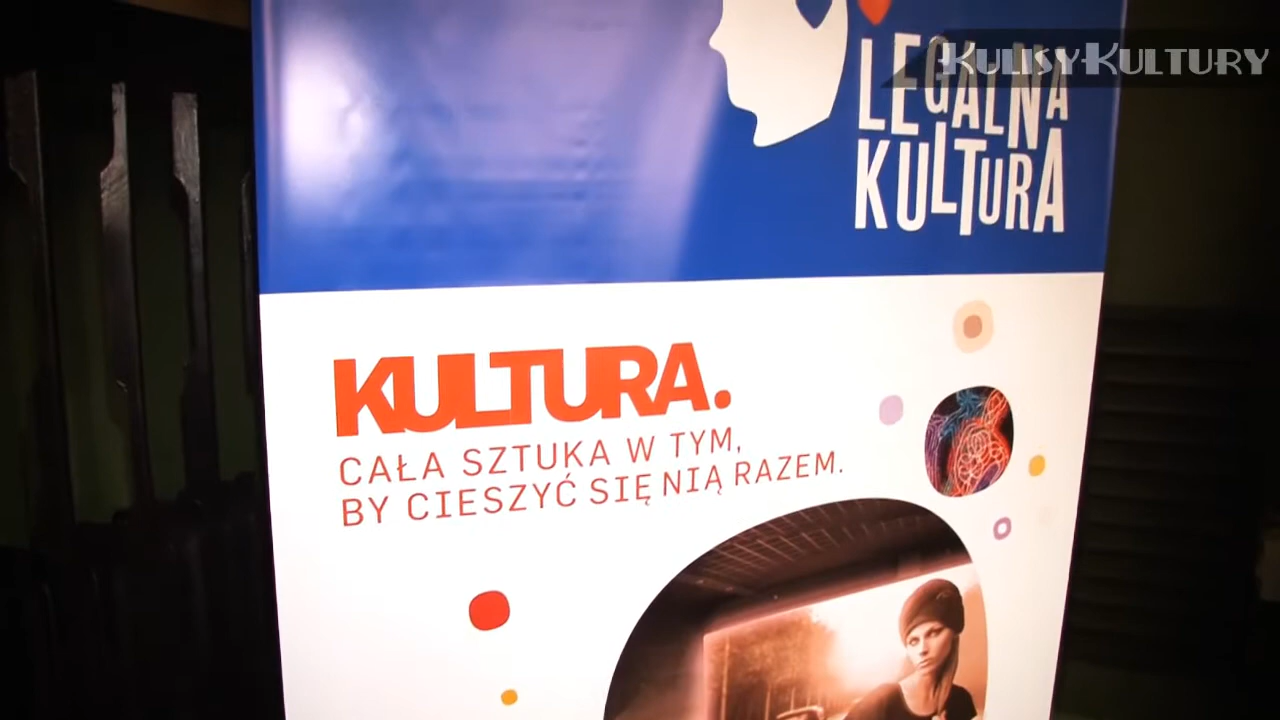 KULISY KULTURY
LEGALNA
KULTURA
KULTURA.
CAŁA SZTUKA W TYM,
BY CIESZYĆ SIĘ NIĄ RAZEM.